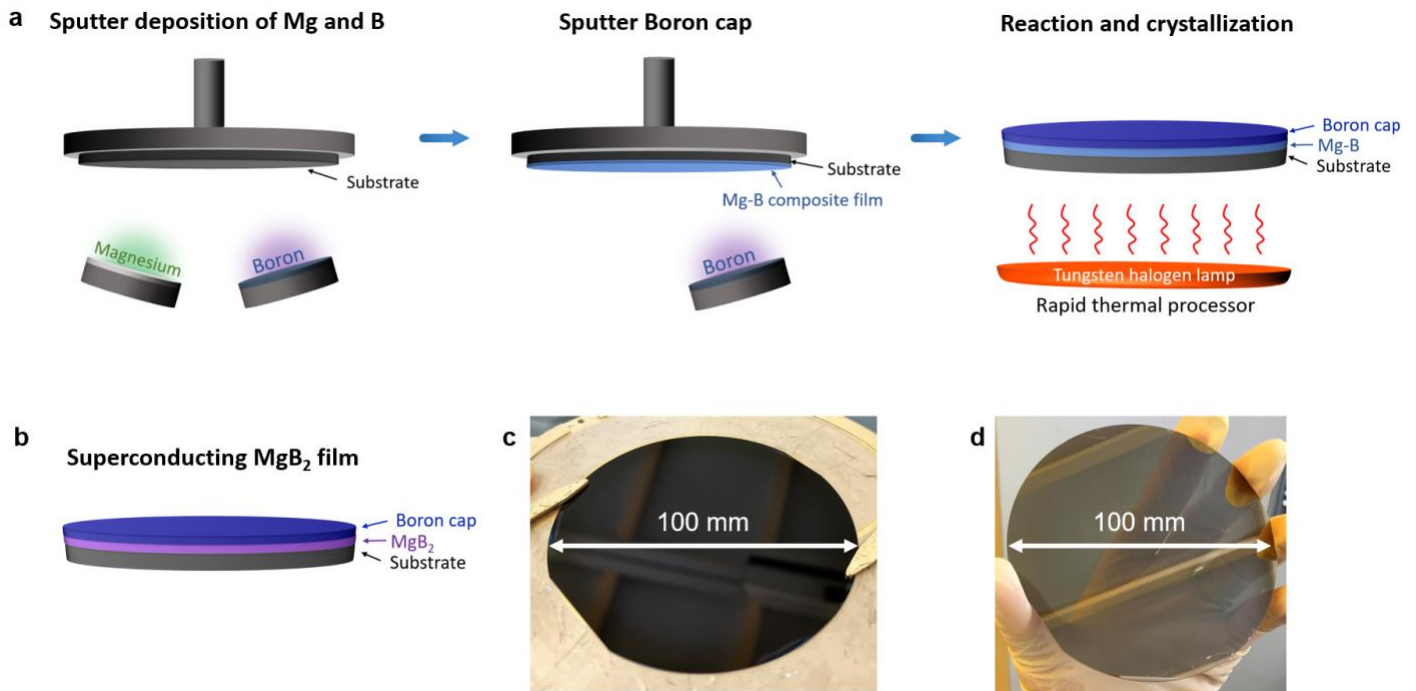 a
Sputter deposition of Mg and B
Sputter Boron cap
Reaction and crystallization
Substrate
Magnesium
Boron
Substrate
Mg-B composite film
Boron
Boron cap
Mg-B
Substrate
Tungsten halogen lamp
Rapid thermal processor
b
Superconducting MgB₂ film
Boron cap
MgB₂
Substrate
c
100 mm
d
100 mm